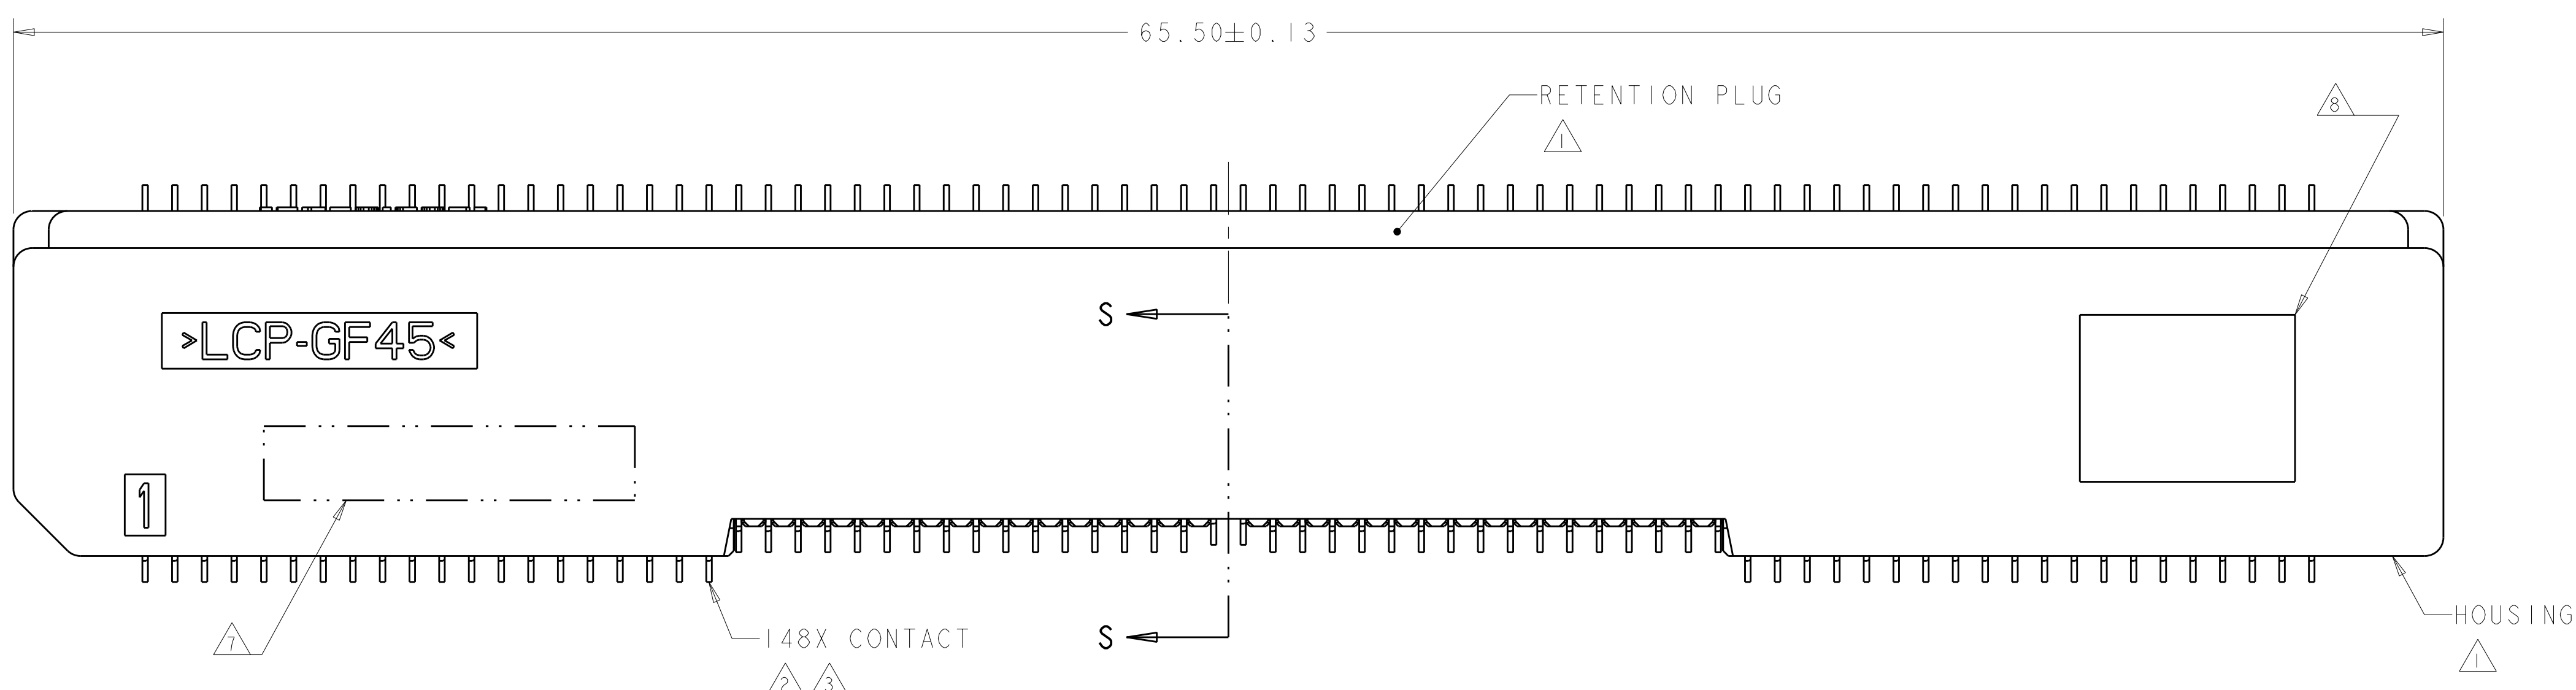 65.50±0.13
RETENTION PLUG
1
8
S
>LCP-GF45<
1
7
148X CONTACT
2 3
S
HOUSING
1